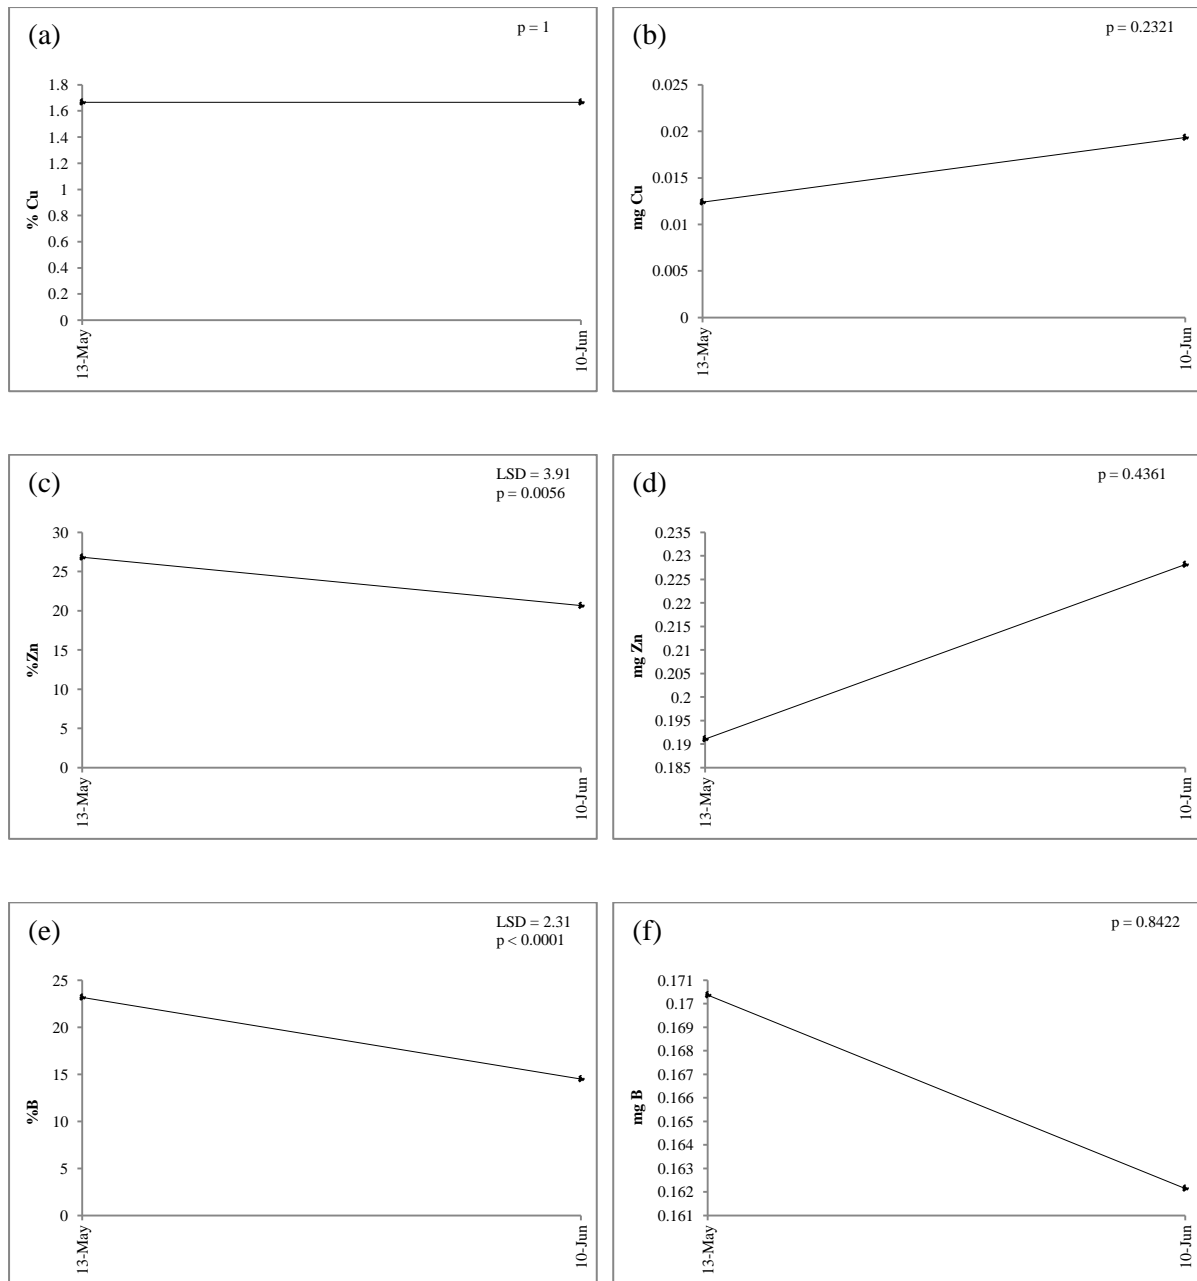 (a)
p = 1
1.8
1.6
1.4
1.2
1
0.8
0.6
0.4
0.2
0
% Cu
13-May
10-Jun
(b)
p = 0.2321
0.025
0.02
0.015
0.01
0.005
0
mg Cu
13-May
10-Jun
(c)
LSD = 3.91
p = 0.0056
30
25
20
15
10
5
0
%Zn
13-May
10-Jun
(d)
p = 0.4361
0.235
0.23
0.225
0.22
0.215
0.21
0.205
0.2
0.195
0.19
0.185
mg Zn
13-May
10-Jun
(e)
LSD = 2.31
p < 0.0001
25
20
15
10
5
0
%B
13-May
10-Jun
(f)
p = 0.8422
0.171
0.17
0.169
0.168
0.167
0.166
0.165
0.164
0.163
0.162
0.161
mg B
13-May
10-Jun